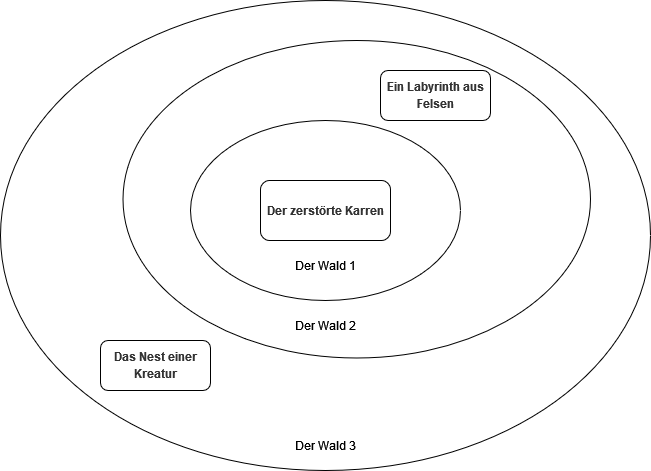 Ein Labyrinth aus
Felsen
Der zerstörte Karren
Der Wald 1
Der Wald 2
Das Nest einer
Kreatur
Der Wald 3